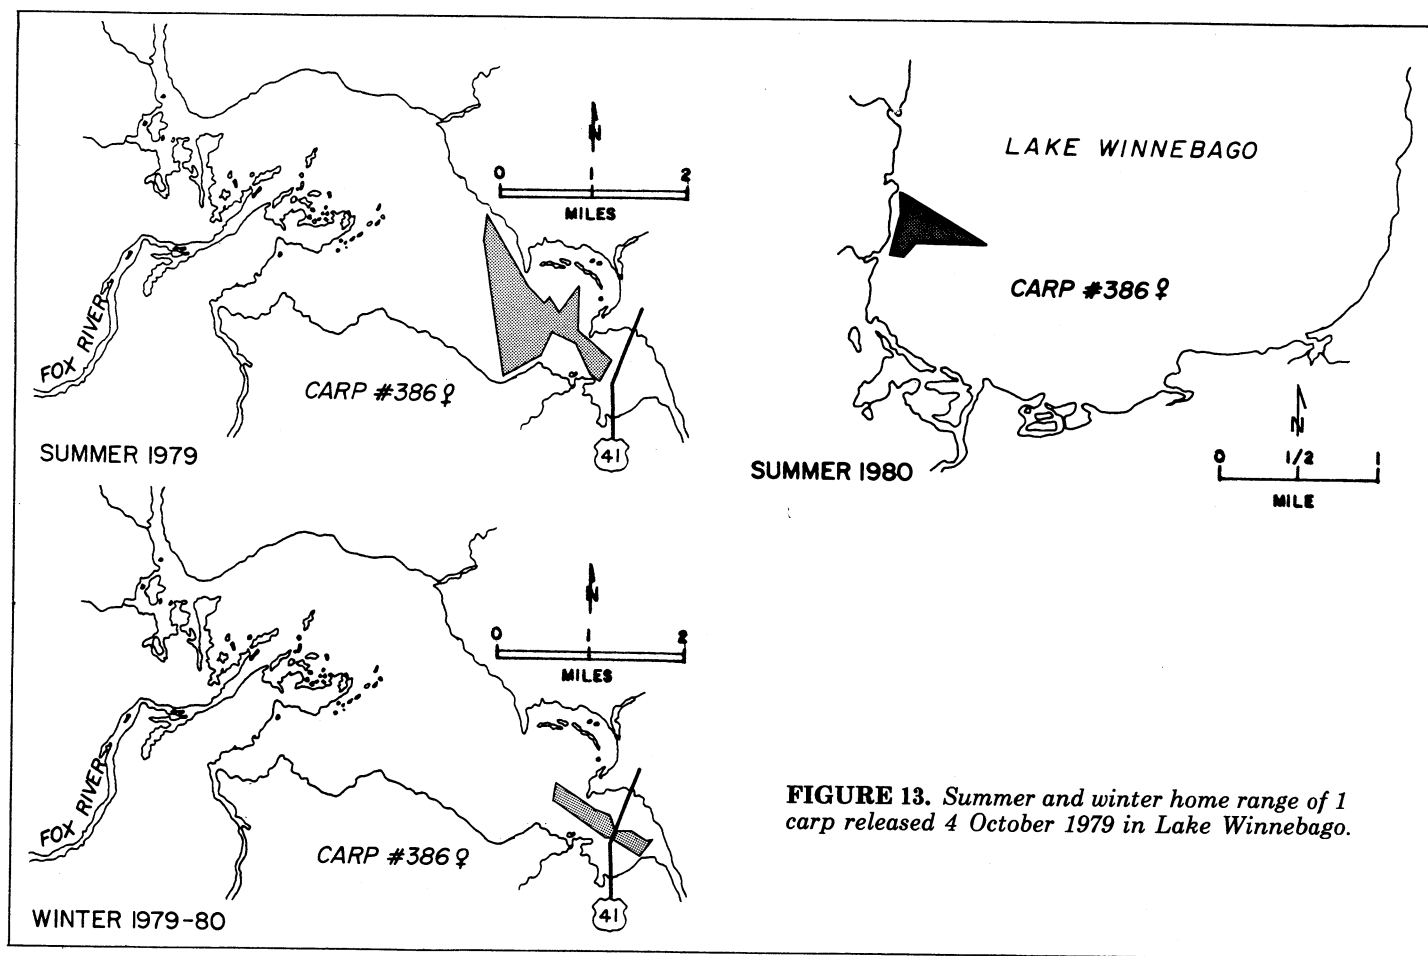 N
0 1 2
MILES
FOX RIVER
CARP #386♀
SUMMER 1979
41
LAKE WINNEBAGO
CARP #386♀
SUMMER 1980
N
0 1/2 1
MILE
N
0 1 2
MILES
FOX RIVER
CARP #386♀
WINTER 1979-80
41
FIGURE 13. Summer and winter home range of 1
carp released 4 October 1979 in Lake Winnebago.